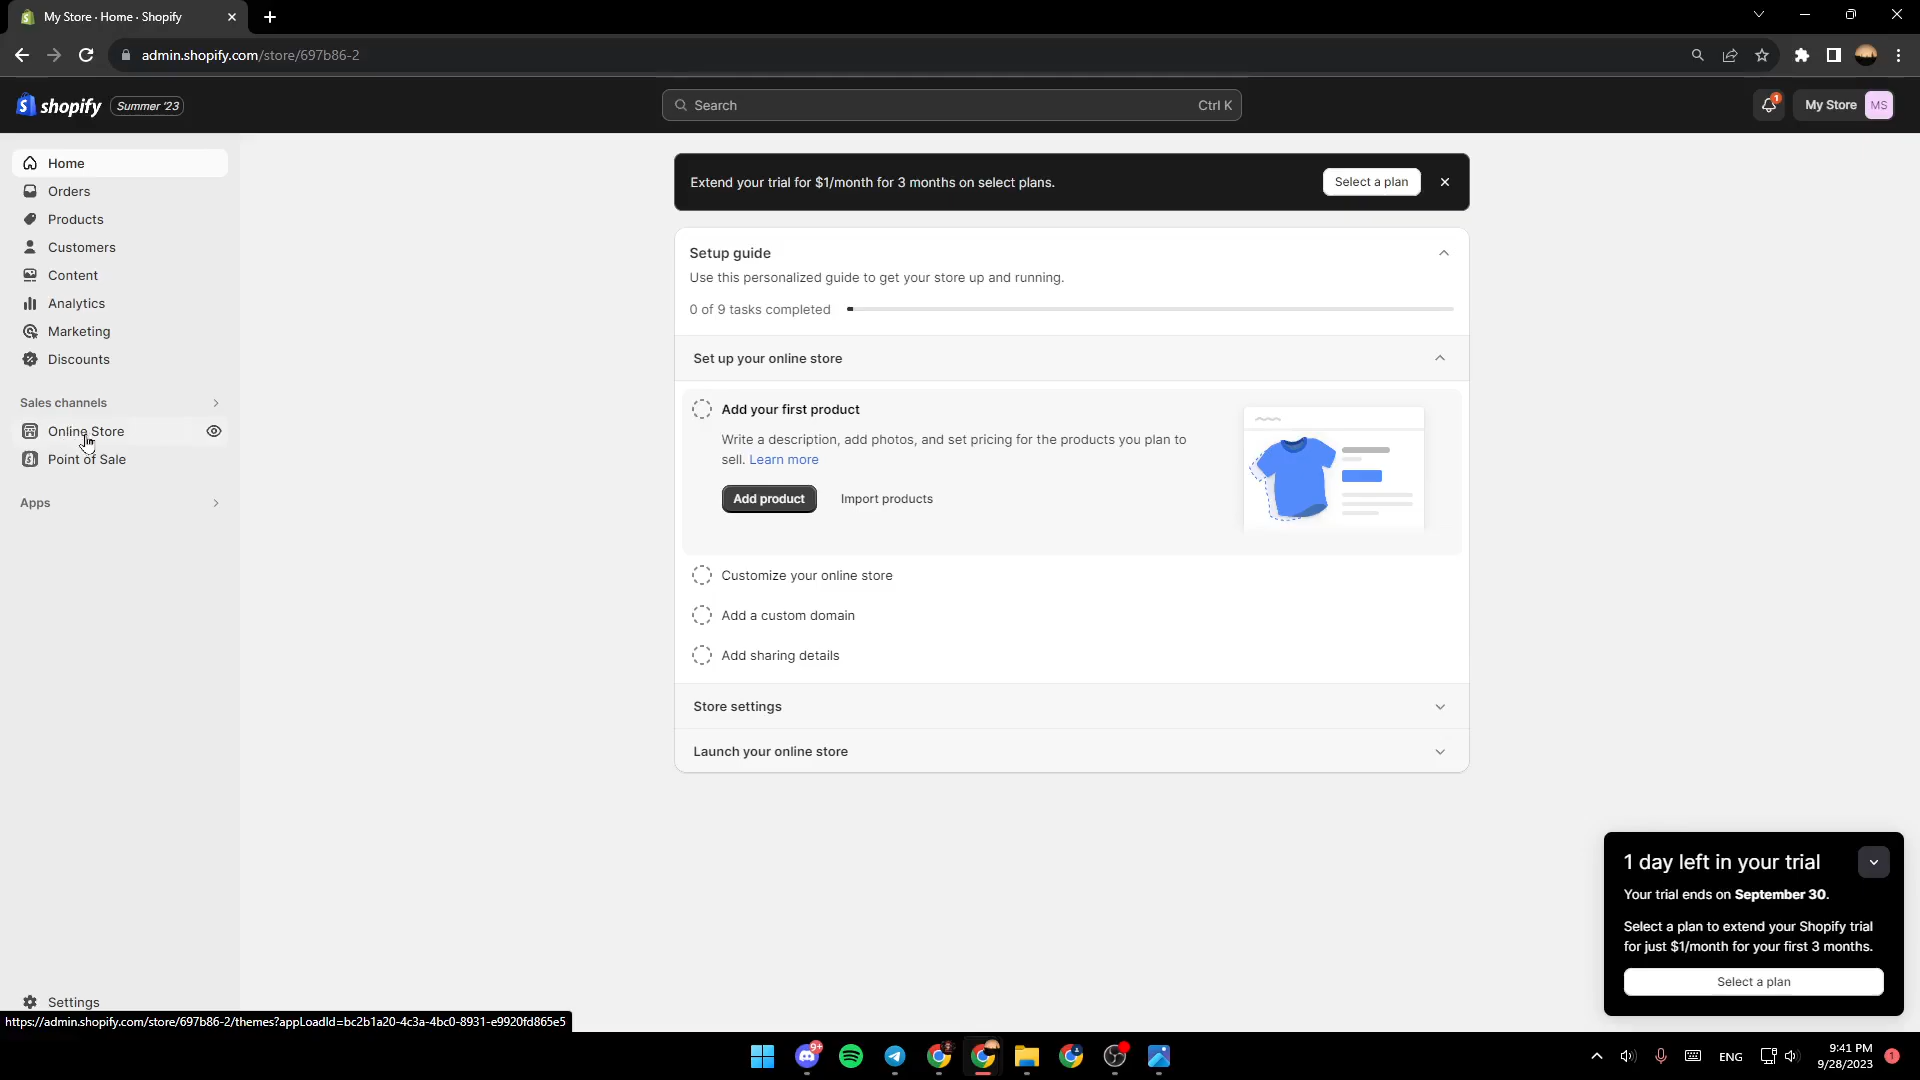 My Store · Home · Shopify
admin.shopify.com/store/697b86-2
shopify
Summer '23
Search
Ctrl K
1
My Store
MS
Home
Orders
Products
Customers
Content
Analytics
Marketing
Discounts
Sales channels
Online Store
Point of Sale
Apps
Settings
Extend your trial for $1/month for 3 months on select plans.
Select a plan
Setup guide
Use this personalized guide to get your store up and running.
0 of 9 tasks completed
Set up your online store
Add your first product
Write a description, add photos, and set pricing for the products you plan to
sell. Learn more
Add product
Import products
Customize your online store
Add a custom domain
Add sharing details
Store settings
Launch your online store
1 day left in your trial
Your trial ends on September 30.
Select a plan to extend your Shopify trial
for just $1/month for your first 3 months.
Select a plan
https://admin.shopify.com/store/697b86-2/themes?appLoadId=bc2b1a20-4c3a-4bc0-8931-e9920fd865e5
9+
ENG
9:41 PM
9/28/2023
1